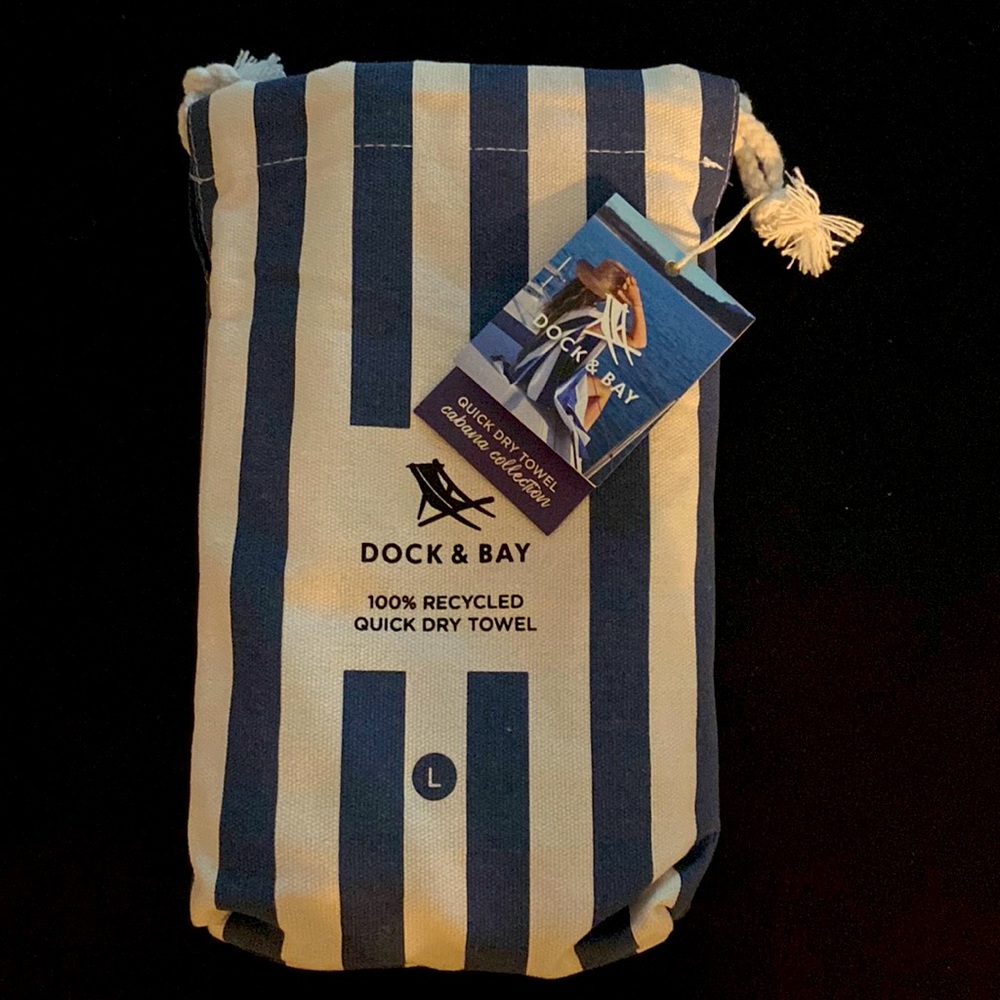 DOCK & BAY
QUICK DRY TOWEL
cabana collection
DOCK & BAY
100% RECYCLED
QUICK DRY TOWEL
L